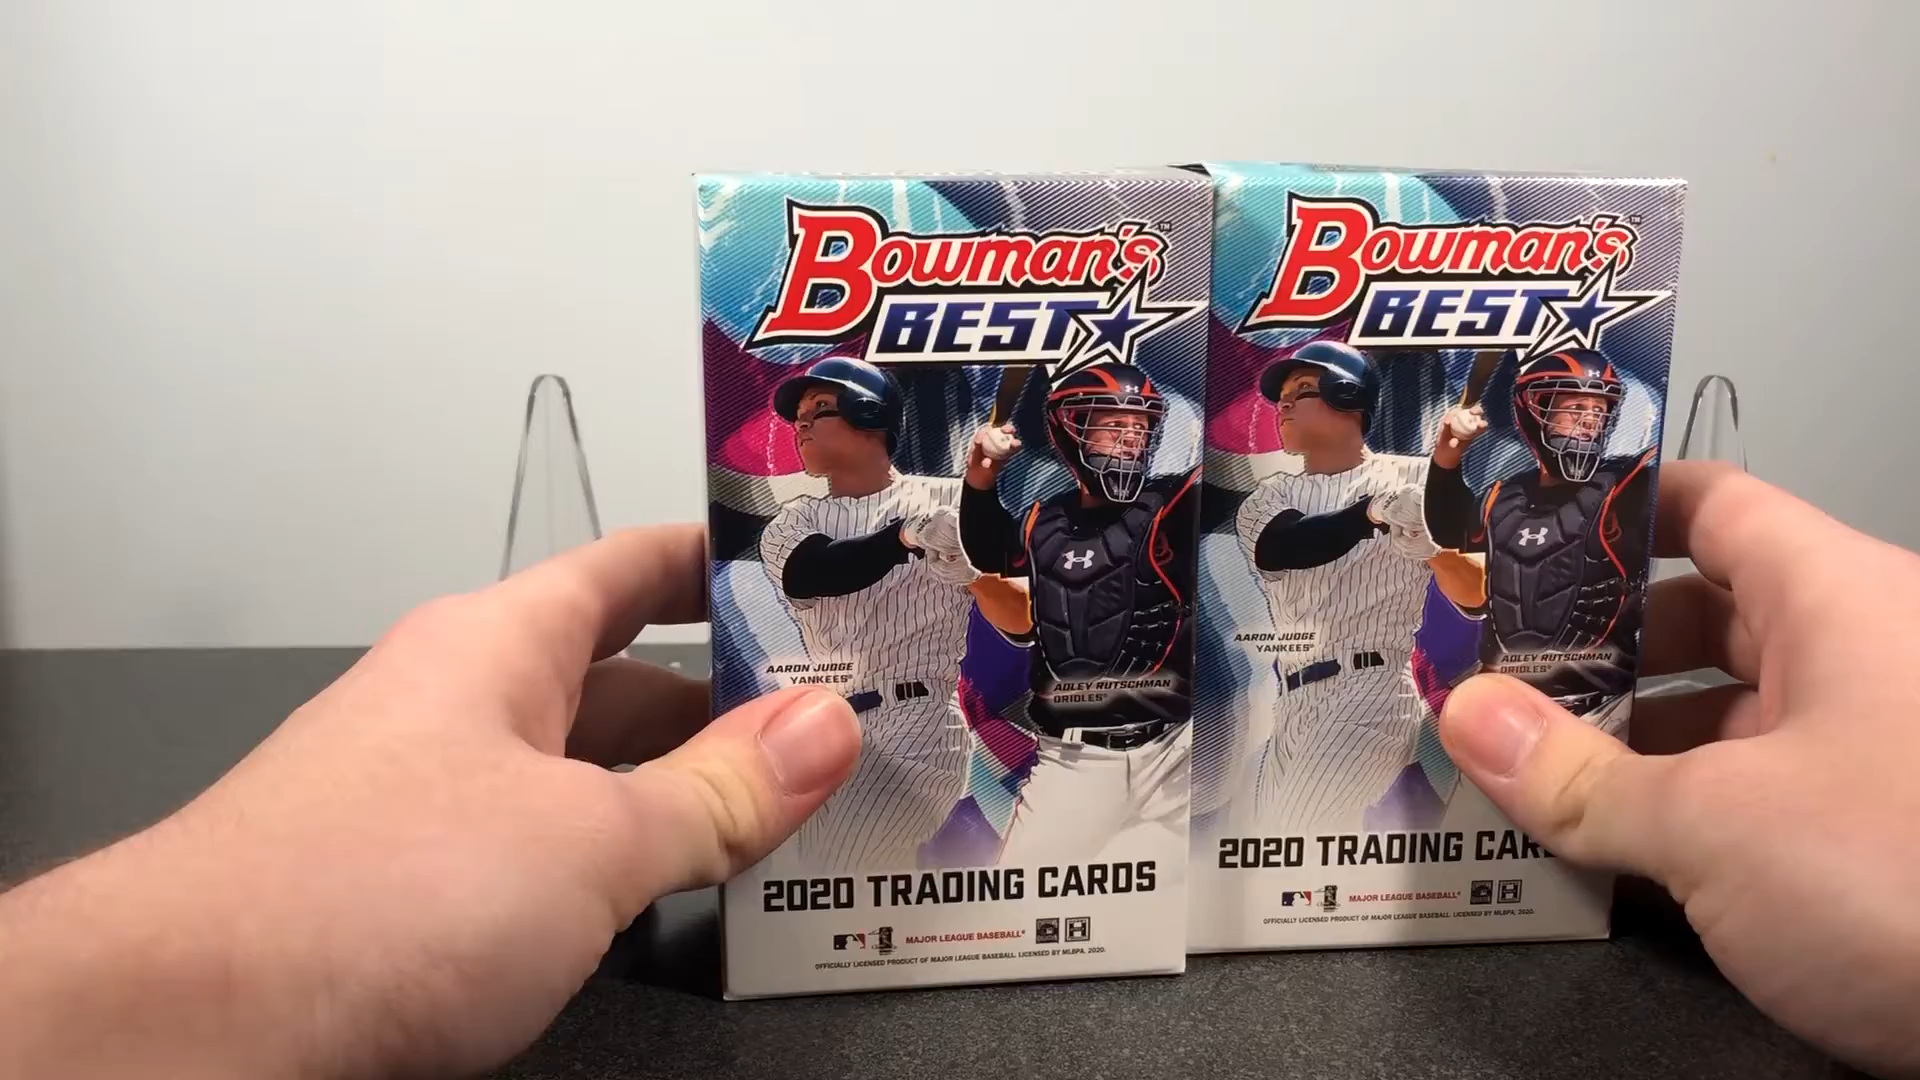 Bowman's™
BEST
AARON JUDGE
YANKEES®
ADLEY RUTSCHMAN
ORIOLES®
2020 TRADING CARDS
MAJOR LEAGUE BASEBALL®
OFFICIALLY LICENSED PRODUCT OF MAJOR LEAGUE BASEBALL. LICENSED BY MLBPA, 2020.
Bowman's™
BEST
AARON JUDGE
YANKEES®
ADLEY RUTSCHMAN
ORIOLES®
2020 TRADING
MAJOR LEAGUE BASEBALL®
OFFICIALLY LICENSED PRODUCT OF MAJOR LEAGUE BASEBALL. LICENSED BY MLBPA, 2020.